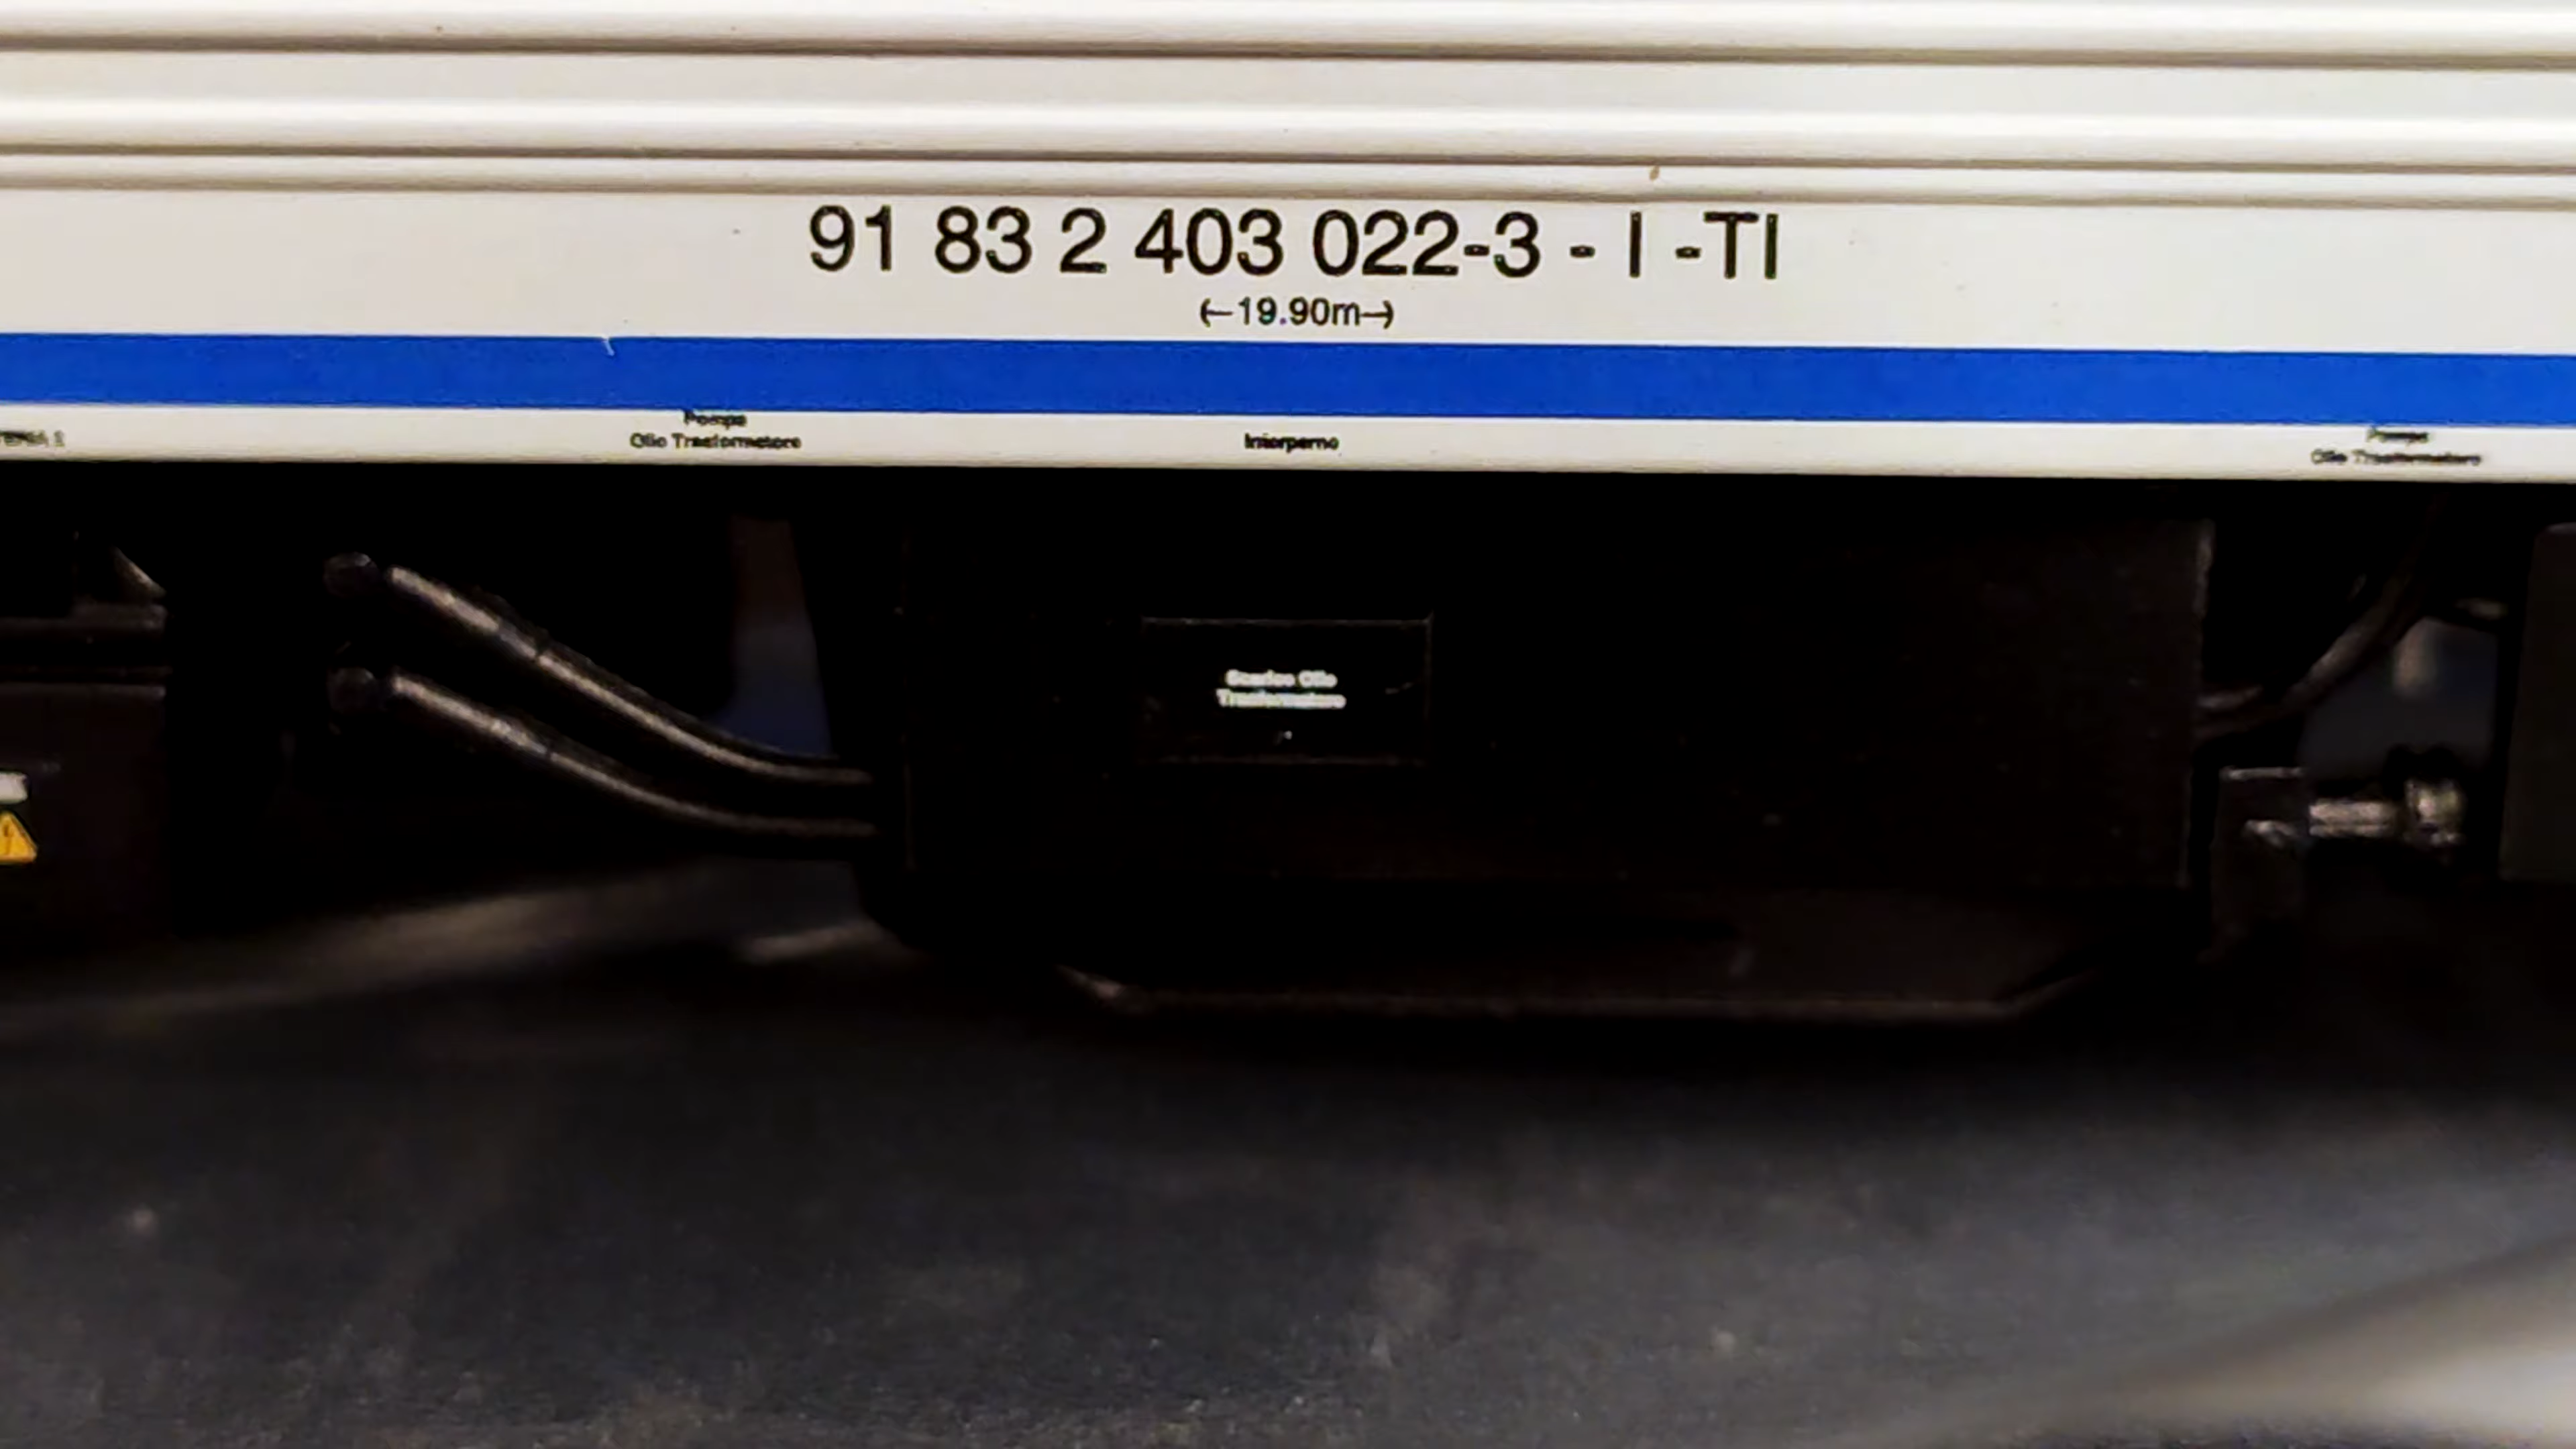 91 83 2 403 022-3 - I -TI
(←19.90m→)
Pompa
Olio Trasformatore
Interperno
Pompa
Olio Trasformatore
Scarico Olio
Trasformatore